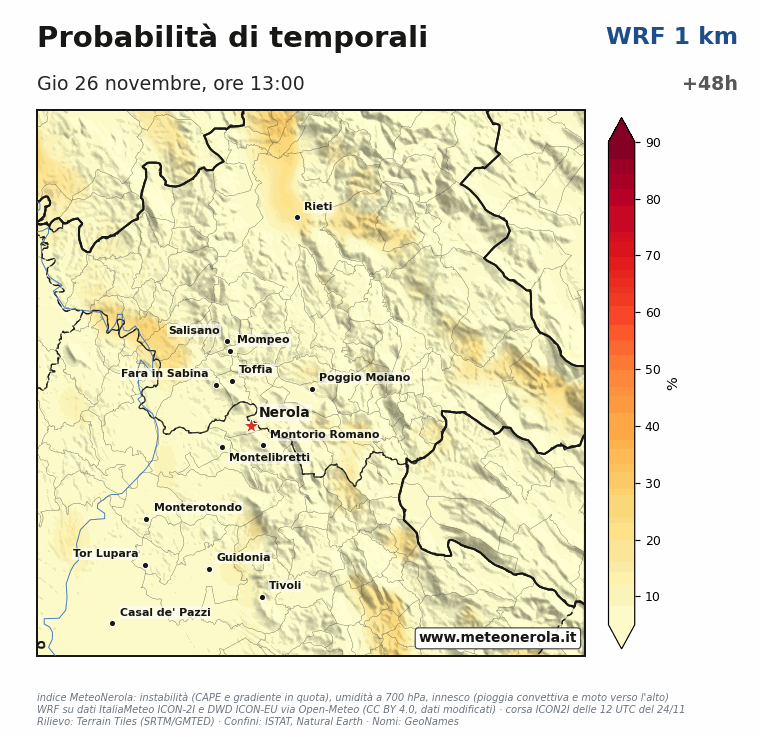 Probabilità di temporali
WRF 1 km
Gio 26 novembre, ore 13:00
+48h
Rieti
Salisano
Mompeo
Fara in Sabina
Toffia
Poggio Moiano
Nerola
Montorio Romano
Montelibretti
Monterotondo
Tor Lupara
Guidonia
Tivoli
Casal de' Pazzi
www.meteonerola.it
90
80
70
60
50
40
30
20
10
%
indice MeteoNerola: instabilità (CAPE e gradiente in quota), umidità a 700 hPa, innesco (pioggia convettiva e moto verso l'alto)
WRF su dati ItaliaMeteo ICON-2I e DWD ICON-EU via Open-Meteo (CC BY 4.0, dati modificati) · corsa ICON2I delle 12 UTC del 24/11
Rilievo: Terrain Tiles (SRTM/GMTED) · Confini: ISTAT, Natural Earth · Nomi: GeoNames